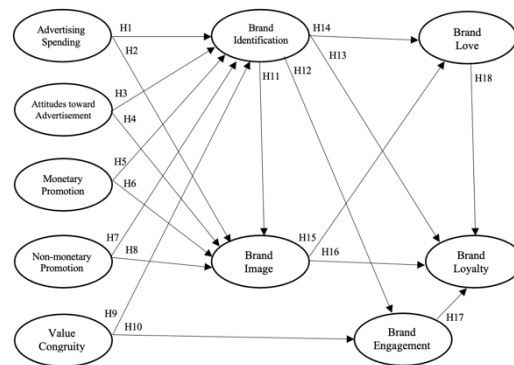 Advertising
Spending
H1
H2
Brand
Identification
H14
H13
Brand
Love
H3
Attitudes toward
Advertisement
H4
H11
H12
H18
Monetary
Promotion
H5
H6
Non-monetary
Promotion
H7
H8
Brand
Image
H15
H16
Brand
Loyalty
H9
Value
Congruity
H10
Brand
Engagement
H17